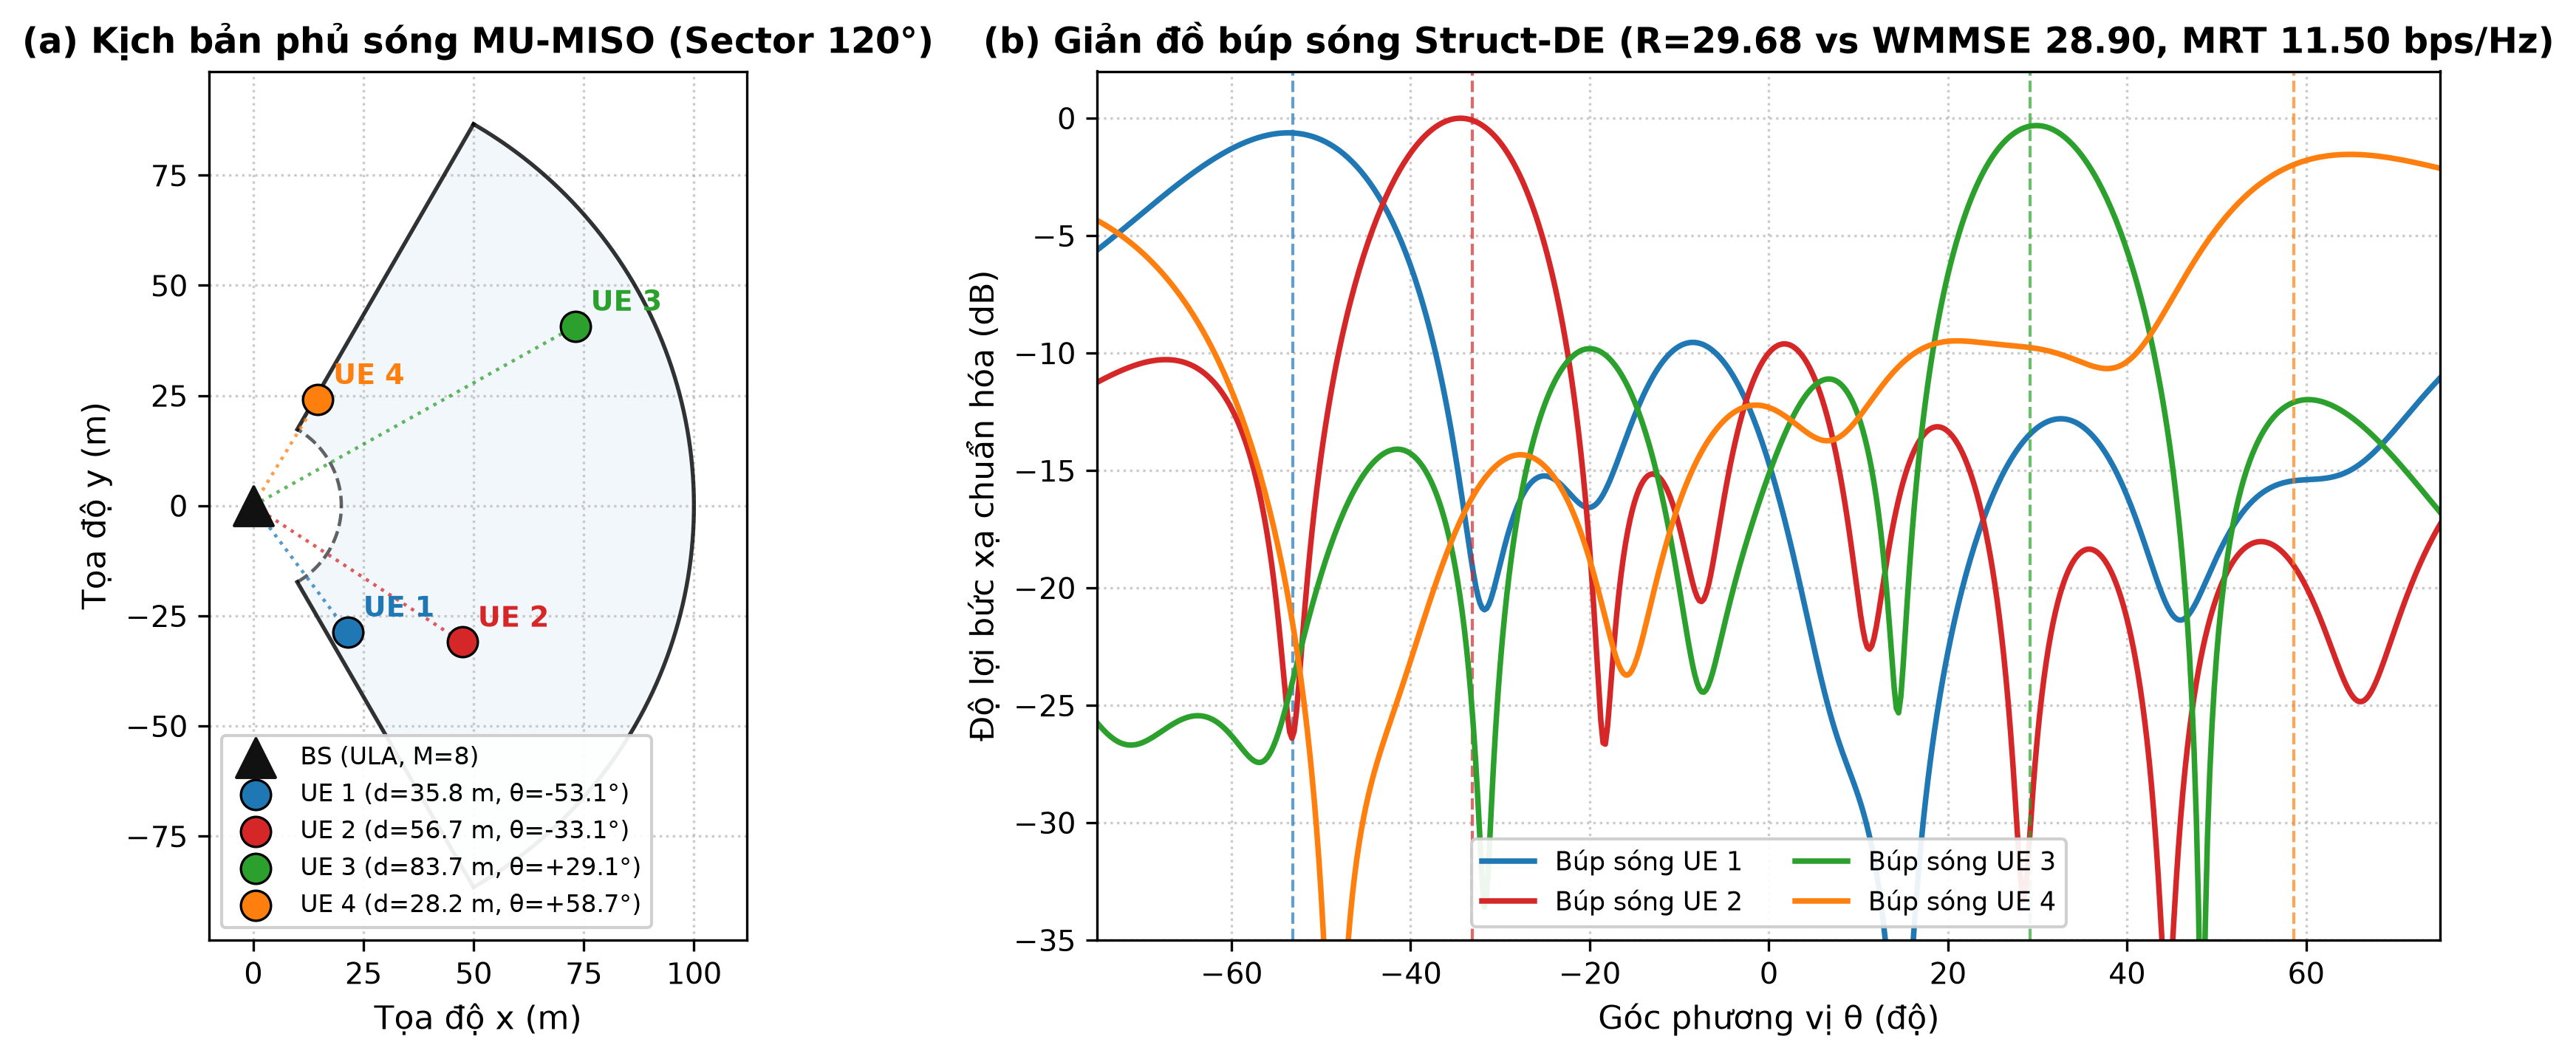 (a) Kịch bản phủ sóng MU-MISO (Sector 120°)
Tọa độ y (m)
75
50
25
0
−25
−50
−75
UE 3
UE 4
UE 1
UE 2
BS (ULA, M=8)
UE 1 (d=35.8 m, θ=-53.1°)
UE 2 (d=56.7 m, θ=-33.1°)
UE 3 (d=83.7 m, θ=+29.1°)
UE 4 (d=28.2 m, θ=+58.7°)
0 25 50 75 100
Tọa độ x (m)
(b) Giản đồ búp sóng Struct-DE (R=29.68 vs WMMSE 28.90, MRT 11.50 bps/Hz)
Độ lợi bức xạ chuẩn hóa (dB)
0
−5
−10
−15
−20
−25
−30
−35
Búp sóng UE 1
Búp sóng UE 2
Búp sóng UE 3
Búp sóng UE 4
−60 −40 −20 0 20 40 60
Góc phương vị θ (độ)